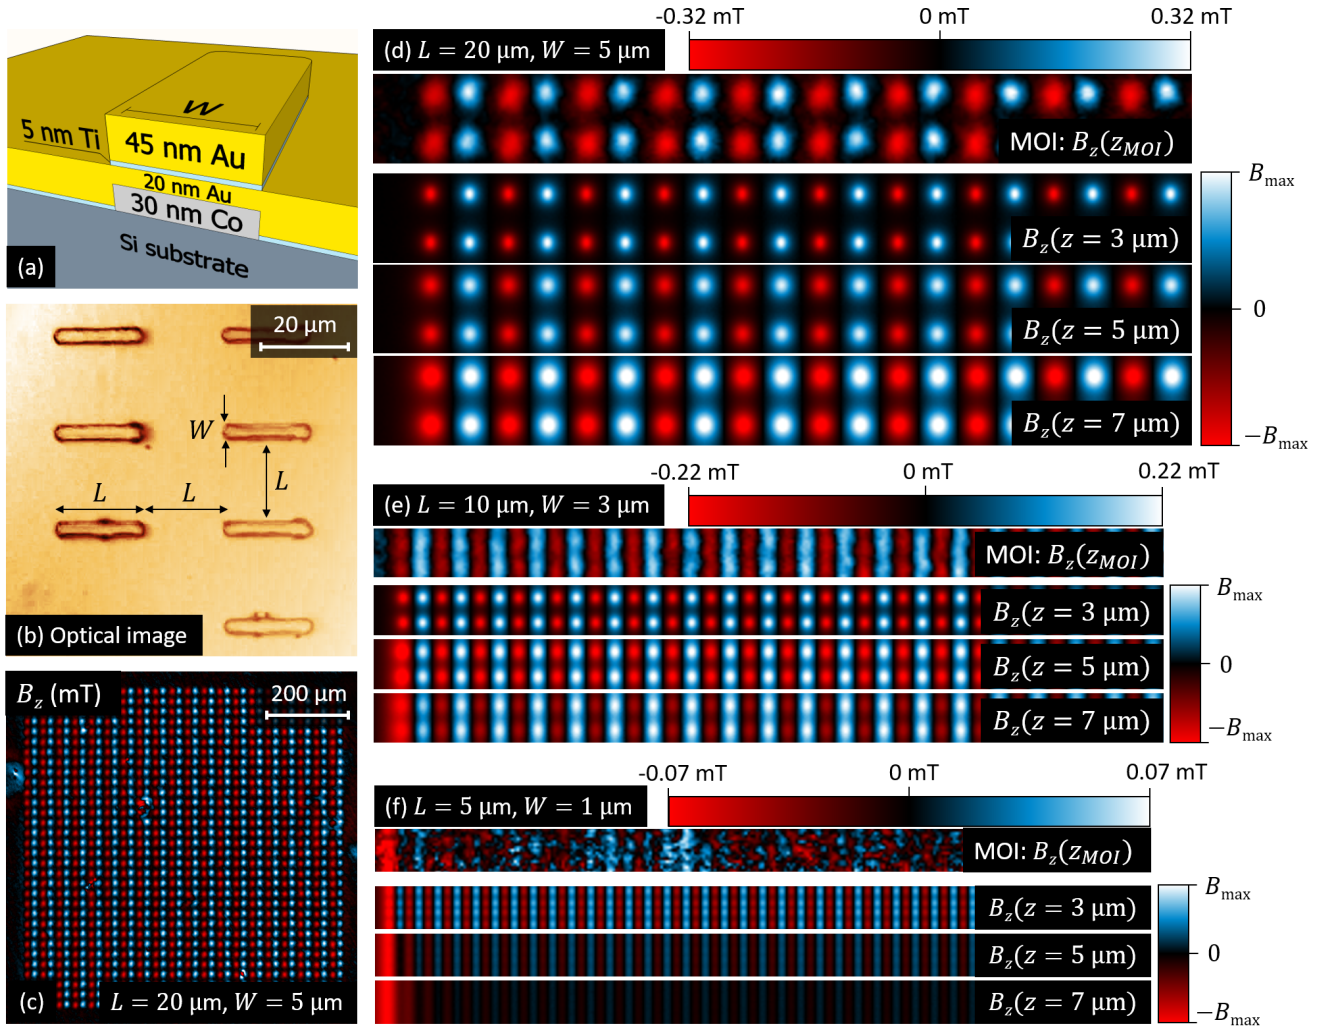 W
5 nm Ti
45 nm Au
20 nm Au
30 nm Co
Si substrate
(a)
20 μm
W
L
L
L
(b) Optical image
B_z (mT)
200 μm
(c)
L = 20 μm, W = 5 μm
-0.32 mT
0 mT
0.32 mT
(d) L = 20 μm, W = 5 μm
MOI: B_z(z_MOI)
B_max
B_z(z = 3 μm)
0
B_z(z = 5 μm)
B_z(z = 7 μm)
−B_max
-0.22 mT
0 mT
0.22 mT
(e) L = 10 μm, W = 3 μm
MOI: B_z(z_MOI)
B_max
B_z(z = 3 μm)
B_z(z = 5 μm)
0
B_z(z = 7 μm)
−B_max
-0.07 mT
0 mT
0.07 mT
(f) L = 5 μm, W = 1 μm
MOI: B_z(z_MOI)
B_max
B_z(z = 3 μm)
B_z(z = 5 μm)
0
B_z(z = 7 μm)
−B_max